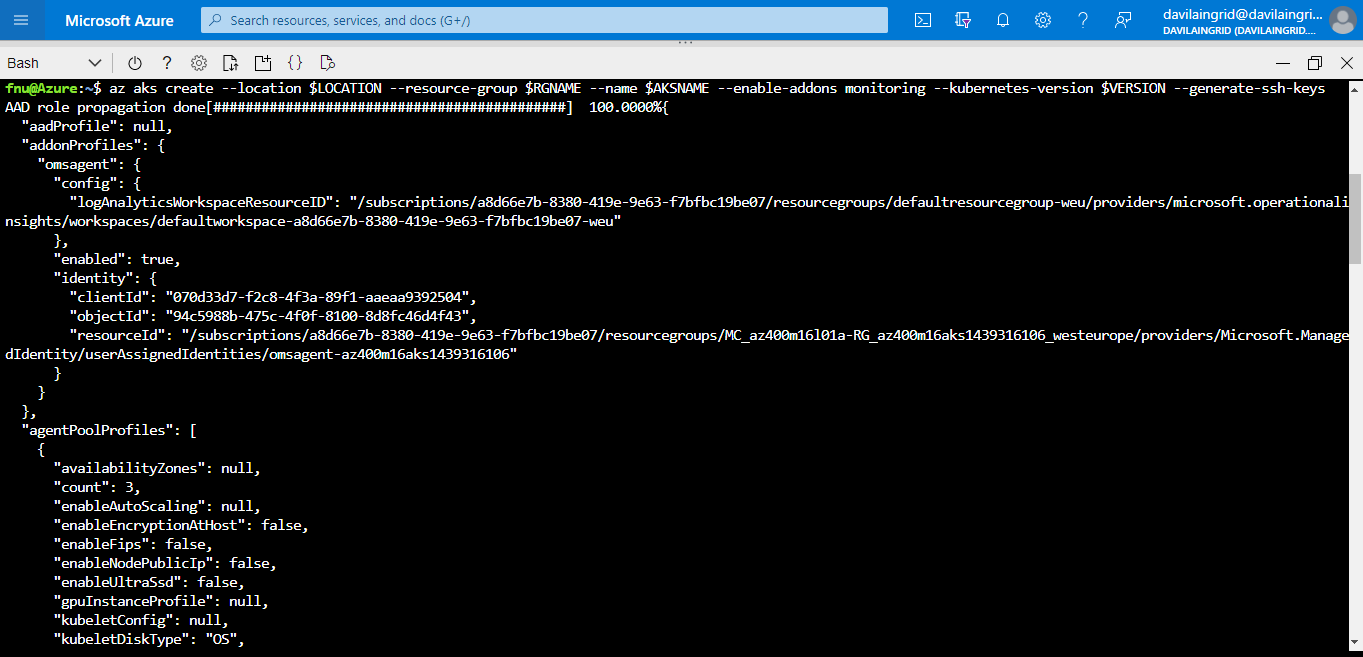 Microsoft Azure
Search resources, services, and docs (G+/)
davilaingrid@davilaingri...
DAVILAINGRID (DAVILAINGRID....
Bash
fnu@Azure:~$ az aks create --location $LOCATION --resource-group $RGNAME --name $AKSNAME --enable-addons monitoring --kubernetes-version $VERSION --generate-ssh-keys
AAD role propagation done[############################################]  100.0000%{
  "aadProfile": null,
  "addonProfiles": {
    "omsagent": {
      "config": {
        "logAnalyticsWorkspaceResourceID": "/subscriptions/a8d66e7b-8380-419e-9e63-f7bfbc19be07/resourcegroups/defaultresourcegroup-weu/providers/microsoft.operationali
nsights/workspaces/defaultworkspace-a8d66e7b-8380-419e-9e63-f7bfbc19be07-weu"
      },
      "enabled": true,
      "identity": {
        "clientId": "070d33d7-f2c8-4f3a-89f1-aaeaa9392504",
        "objectId": "94c5988b-475c-4f0f-8100-8d8fc46d4f43",
        "resourceId": "/subscriptions/a8d66e7b-8380-419e-9e63-f7bfbc19be07/resourcegroups/MC_az400m16l01a-RG_az400m16aks1439316106_westeurope/providers/Microsoft.Manage
dIdentity/userAssignedIdentities/omsagent-az400m16aks1439316106"
      }
    }
  },
  "agentPoolProfiles": [
    {
      "availabilityZones": null,
      "count": 3,
      "enableAutoScaling": null,
      "enableEncryptionAtHost": false,
      "enableFips": false,
      "enableNodePublicIp": false,
      "enableUltraSsd": false,
      "gpuInstanceProfile": null,
      "kubeletConfig": null,
      "kubeletDiskType": "OS",